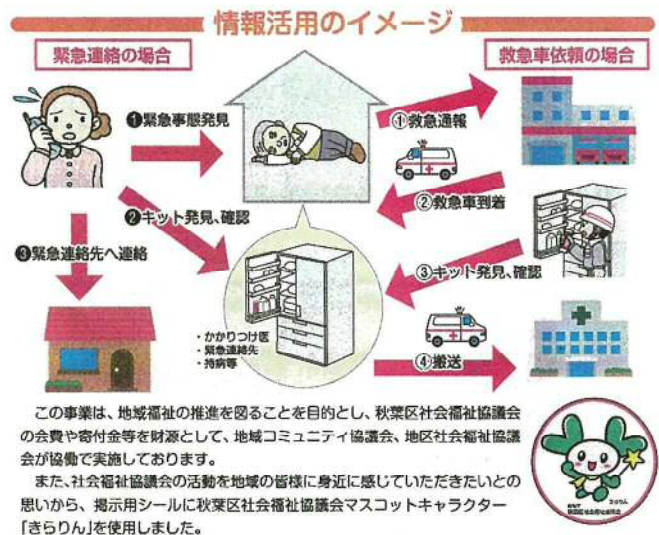 情報活用のイメージ
緊急連絡の場合
救急車依頼の場合
❶緊急事態発見
①救急通報
②救急車到着
❷キット発見、確認
❸緊急連絡先へ連絡
③キット発見、確認
・かかりつけ医
・緊急連絡先
・持病等
④搬送
この事業は、地域福祉の推進を図ることを目的とし、秋葉区社会福祉協議会
の会費や寄付金等を財源として、地域コミュニティ協議会、地区社会福祉協議
会が協働で実施しております。
また、社会福祉協議会の活動を地域の皆様に身近に感じていただきたいとの
思いから、掲示用シールに秋葉区社会福祉協議会マスコットキャラクター
「きらりん」を使用しました。
きらりん
秋葉区社会福祉協議会